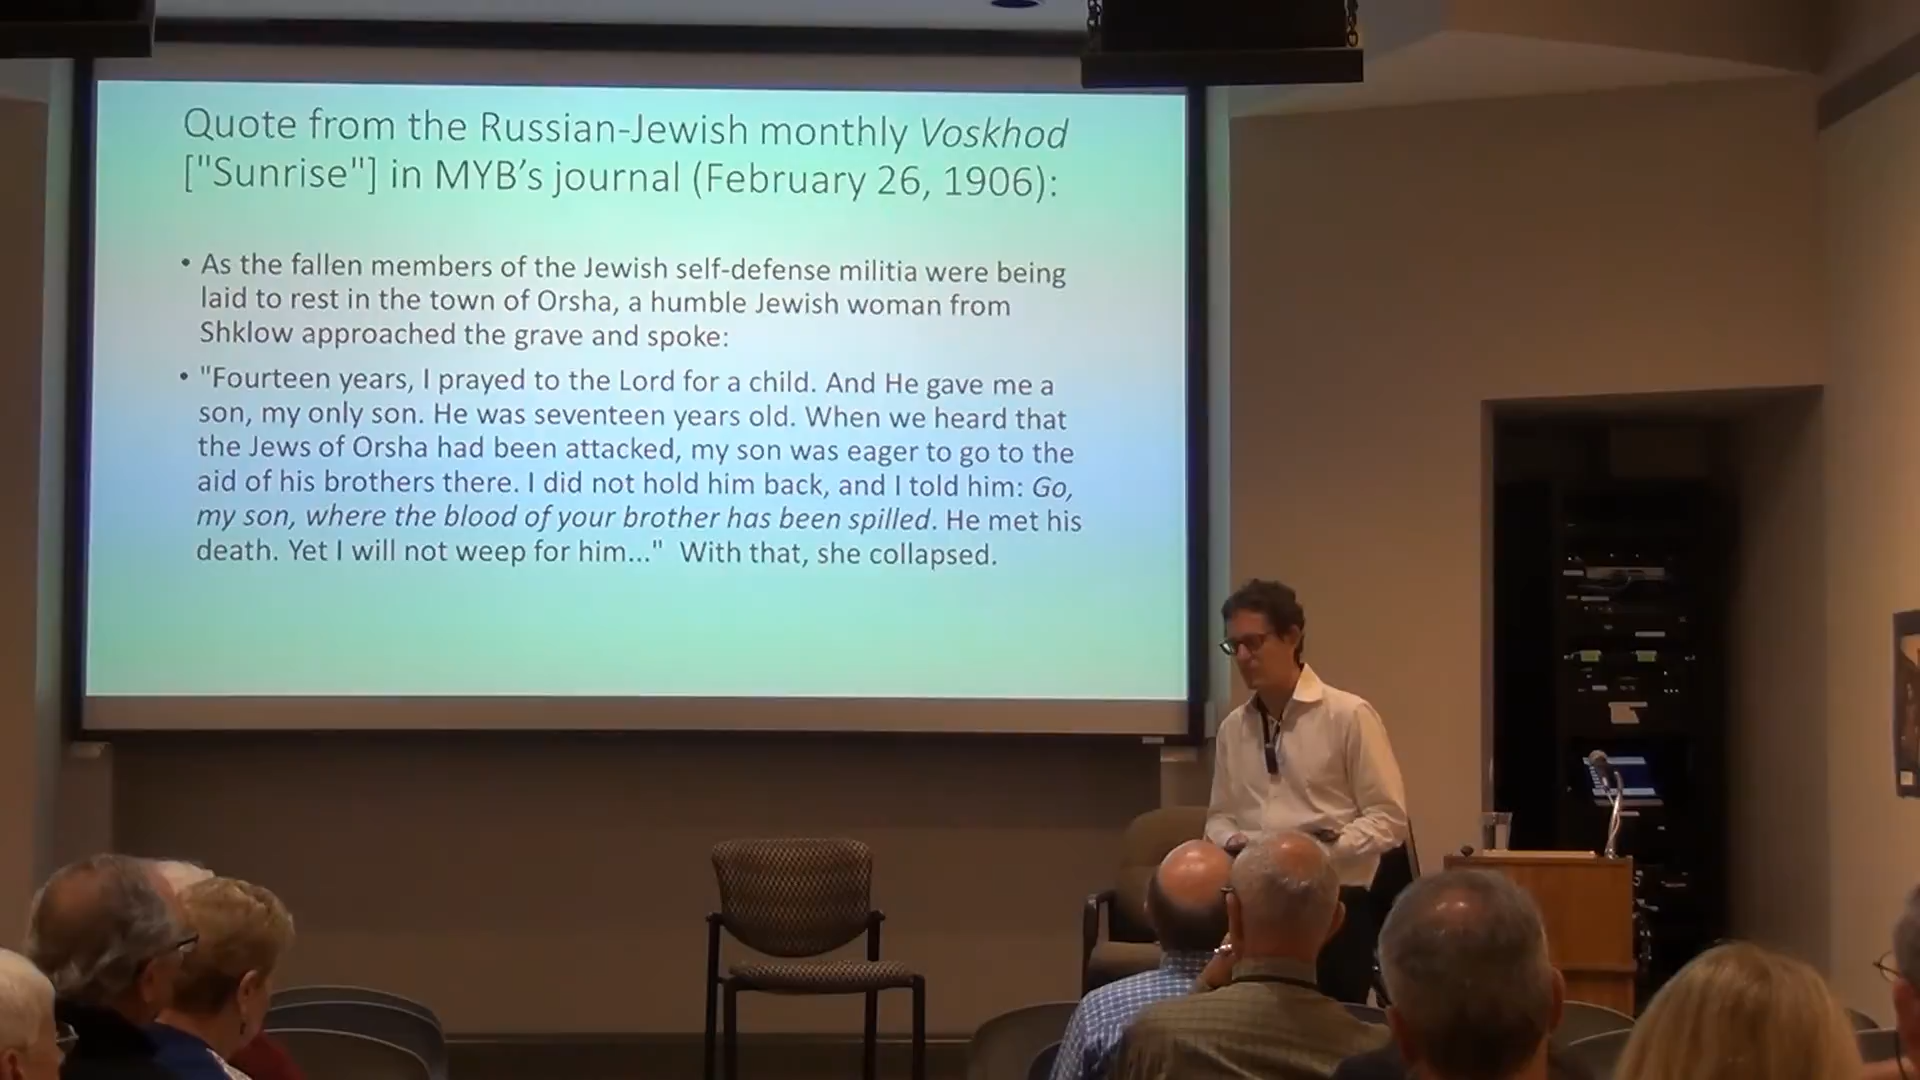 Quote from the Russian-Jewish monthly Voskhod
["Sunrise"] in MYB's journal (February 26, 1906):
• As the fallen members of the Jewish self-defense militia were being
laid to rest in the town of Orsha, a humble Jewish woman from
Shklow approached the grave and spoke:
• "Fourteen years, I prayed to the Lord for a child. And He gave me a
son, my only son. He was seventeen years old. When we heard that
the Jews of Orsha had been attacked, my son was eager to go to the
aid of his brothers there. I did not hold him back, and I told him: Go,
my son, where the blood of your brother has been spilled. He met his
death. Yet I will not weep for him..." With that, she collapsed.